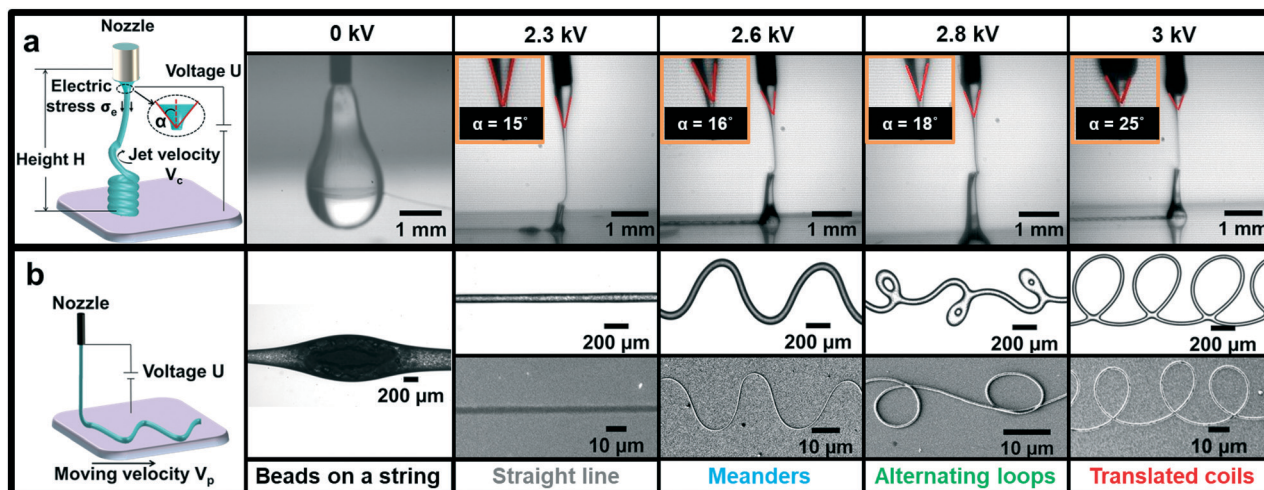 a
Nozzle
Electric
stress σe
Voltage U
α
Height H
Jet velocity
Vc
0 kV
2.3 kV
2.6 kV
2.8 kV
3 kV
α = 15°
α = 16°
α = 18°
α = 25°
1 mm
1 mm
1 mm
1 mm
1 mm
b
Nozzle
Voltage U
Moving velocity Vp
200 µm
200 µm
200 µm
200 µm
200 µm
10 µm
10 µm
10 µm
10 µm
Beads on a string
Straight line
Meanders
Alternating loops
Translated coils